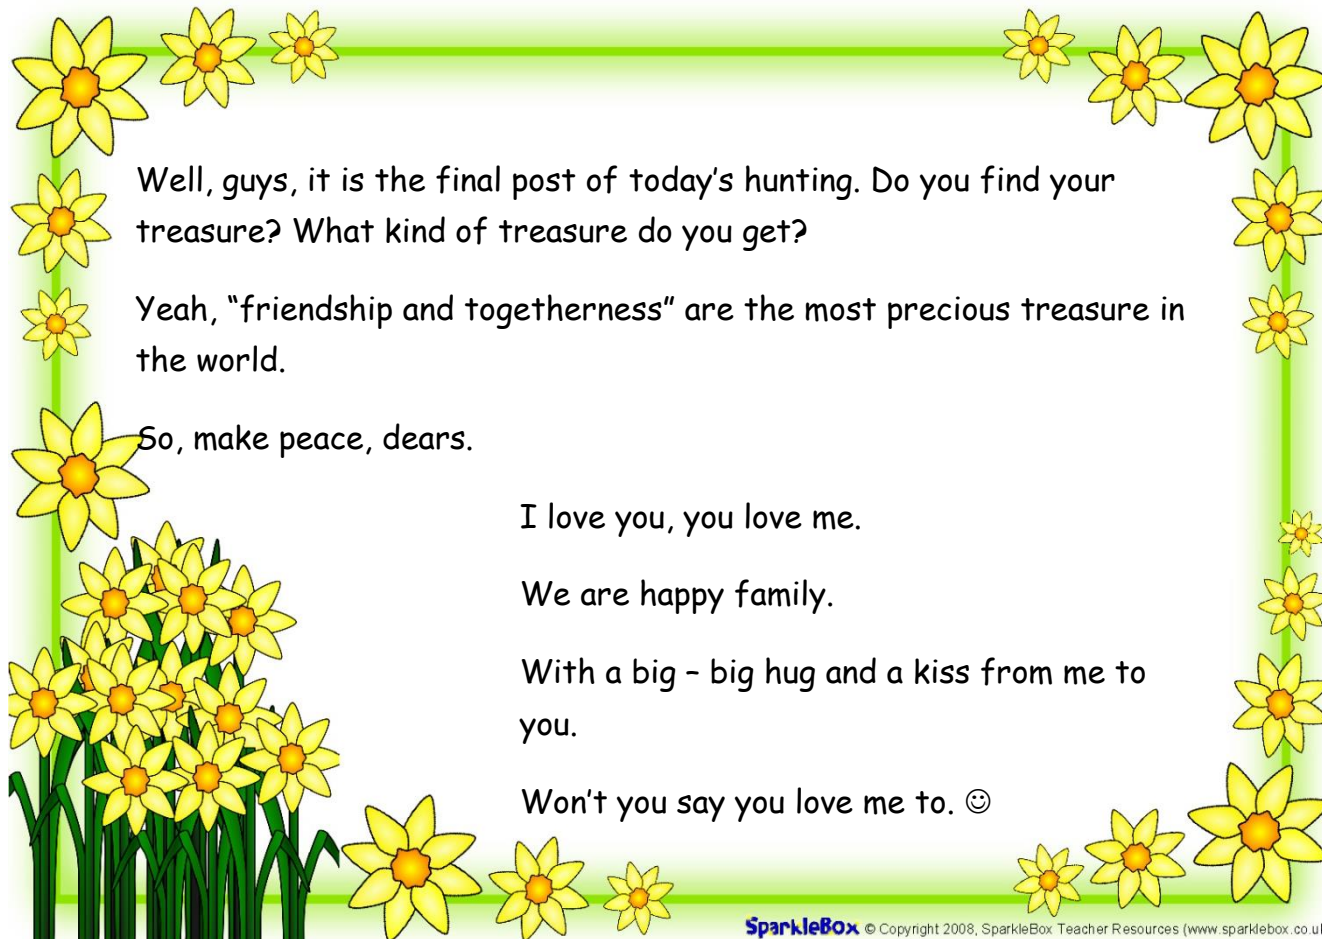 Well, guys, it is the final post of today's hunting. Do you find your
treasure? What kind of treasure do you get?
Yeah, “friendship and togetherness” are the most precious treasure in
the world.
So, make peace, dears.
I love you, you love me.
We are happy family.
With a big – big hug and a kiss from me to
you.
Won't you say you love me to. ☺
SparkleBox © Copyright 2008, SparkleBox Teacher Resources (www.sparklebox.co.u